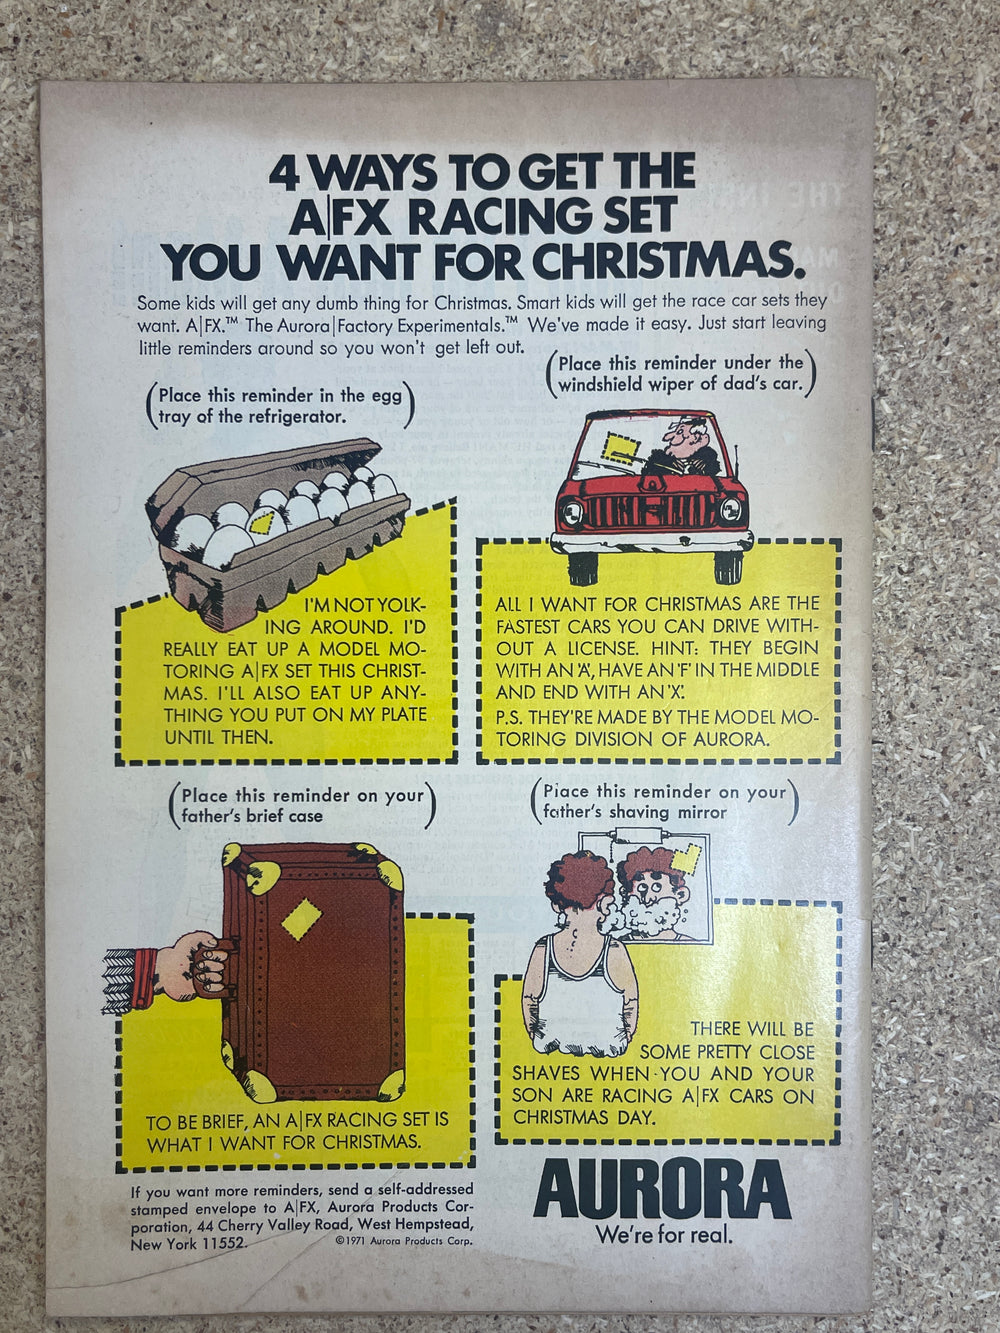 4 WAYS TO GET THE
A|FX RACING SET
YOU WANT FOR CHRISTMAS.
Some kids will get any dumb thing for Christmas. Smart kids will get the race car sets they
want. A|FX.™ The Aurora|Factory Experimentals.™ We've made it easy. Just start leaving
little reminders around so you won't get left out.
(Place this reminder in the egg
tray of the refrigerator.)
I'M NOT YOLK-
ING AROUND. I'D
REALLY EAT UP A MODEL MO-
TORING A|FX SET THIS CHRIST-
MAS. I'LL ALSO EAT UP ANY-
THING YOU PUT ON MY PLATE
UNTIL THEN.
(Place this reminder under the
windshield wiper of dad's car.)
ALL I WANT FOR CHRISTMAS ARE THE
FASTEST CARS YOU CAN DRIVE WITH-
OUT A LICENSE. HINT: THEY BEGIN
WITH AN 'A', HAVE AN 'F' IN THE MIDDLE
AND END WITH AN 'X'.
P.S. THEY'RE MADE BY THE MODEL MO-
TORING DIVISION OF AURORA.
(Place this reminder on your
father's brief case)
TO BE BRIEF, AN A|FX RACING SET IS
WHAT I WANT FOR CHRISTMAS.
(Place this reminder on your
father's shaving mirror)
THERE WILL BE
SOME PRETTY CLOSE
SHAVES WHEN YOU AND YOUR
SON ARE RACING A|FX CARS ON
CHRISTMAS DAY.
If you want more reminders, send a self-addressed
stamped envelope to A|FX, Aurora Products Cor-
poration, 44 Cherry Valley Road, West Hempstead,
New York 11552.
©1971 Aurora Products Corp.
AURORA
We're for real.